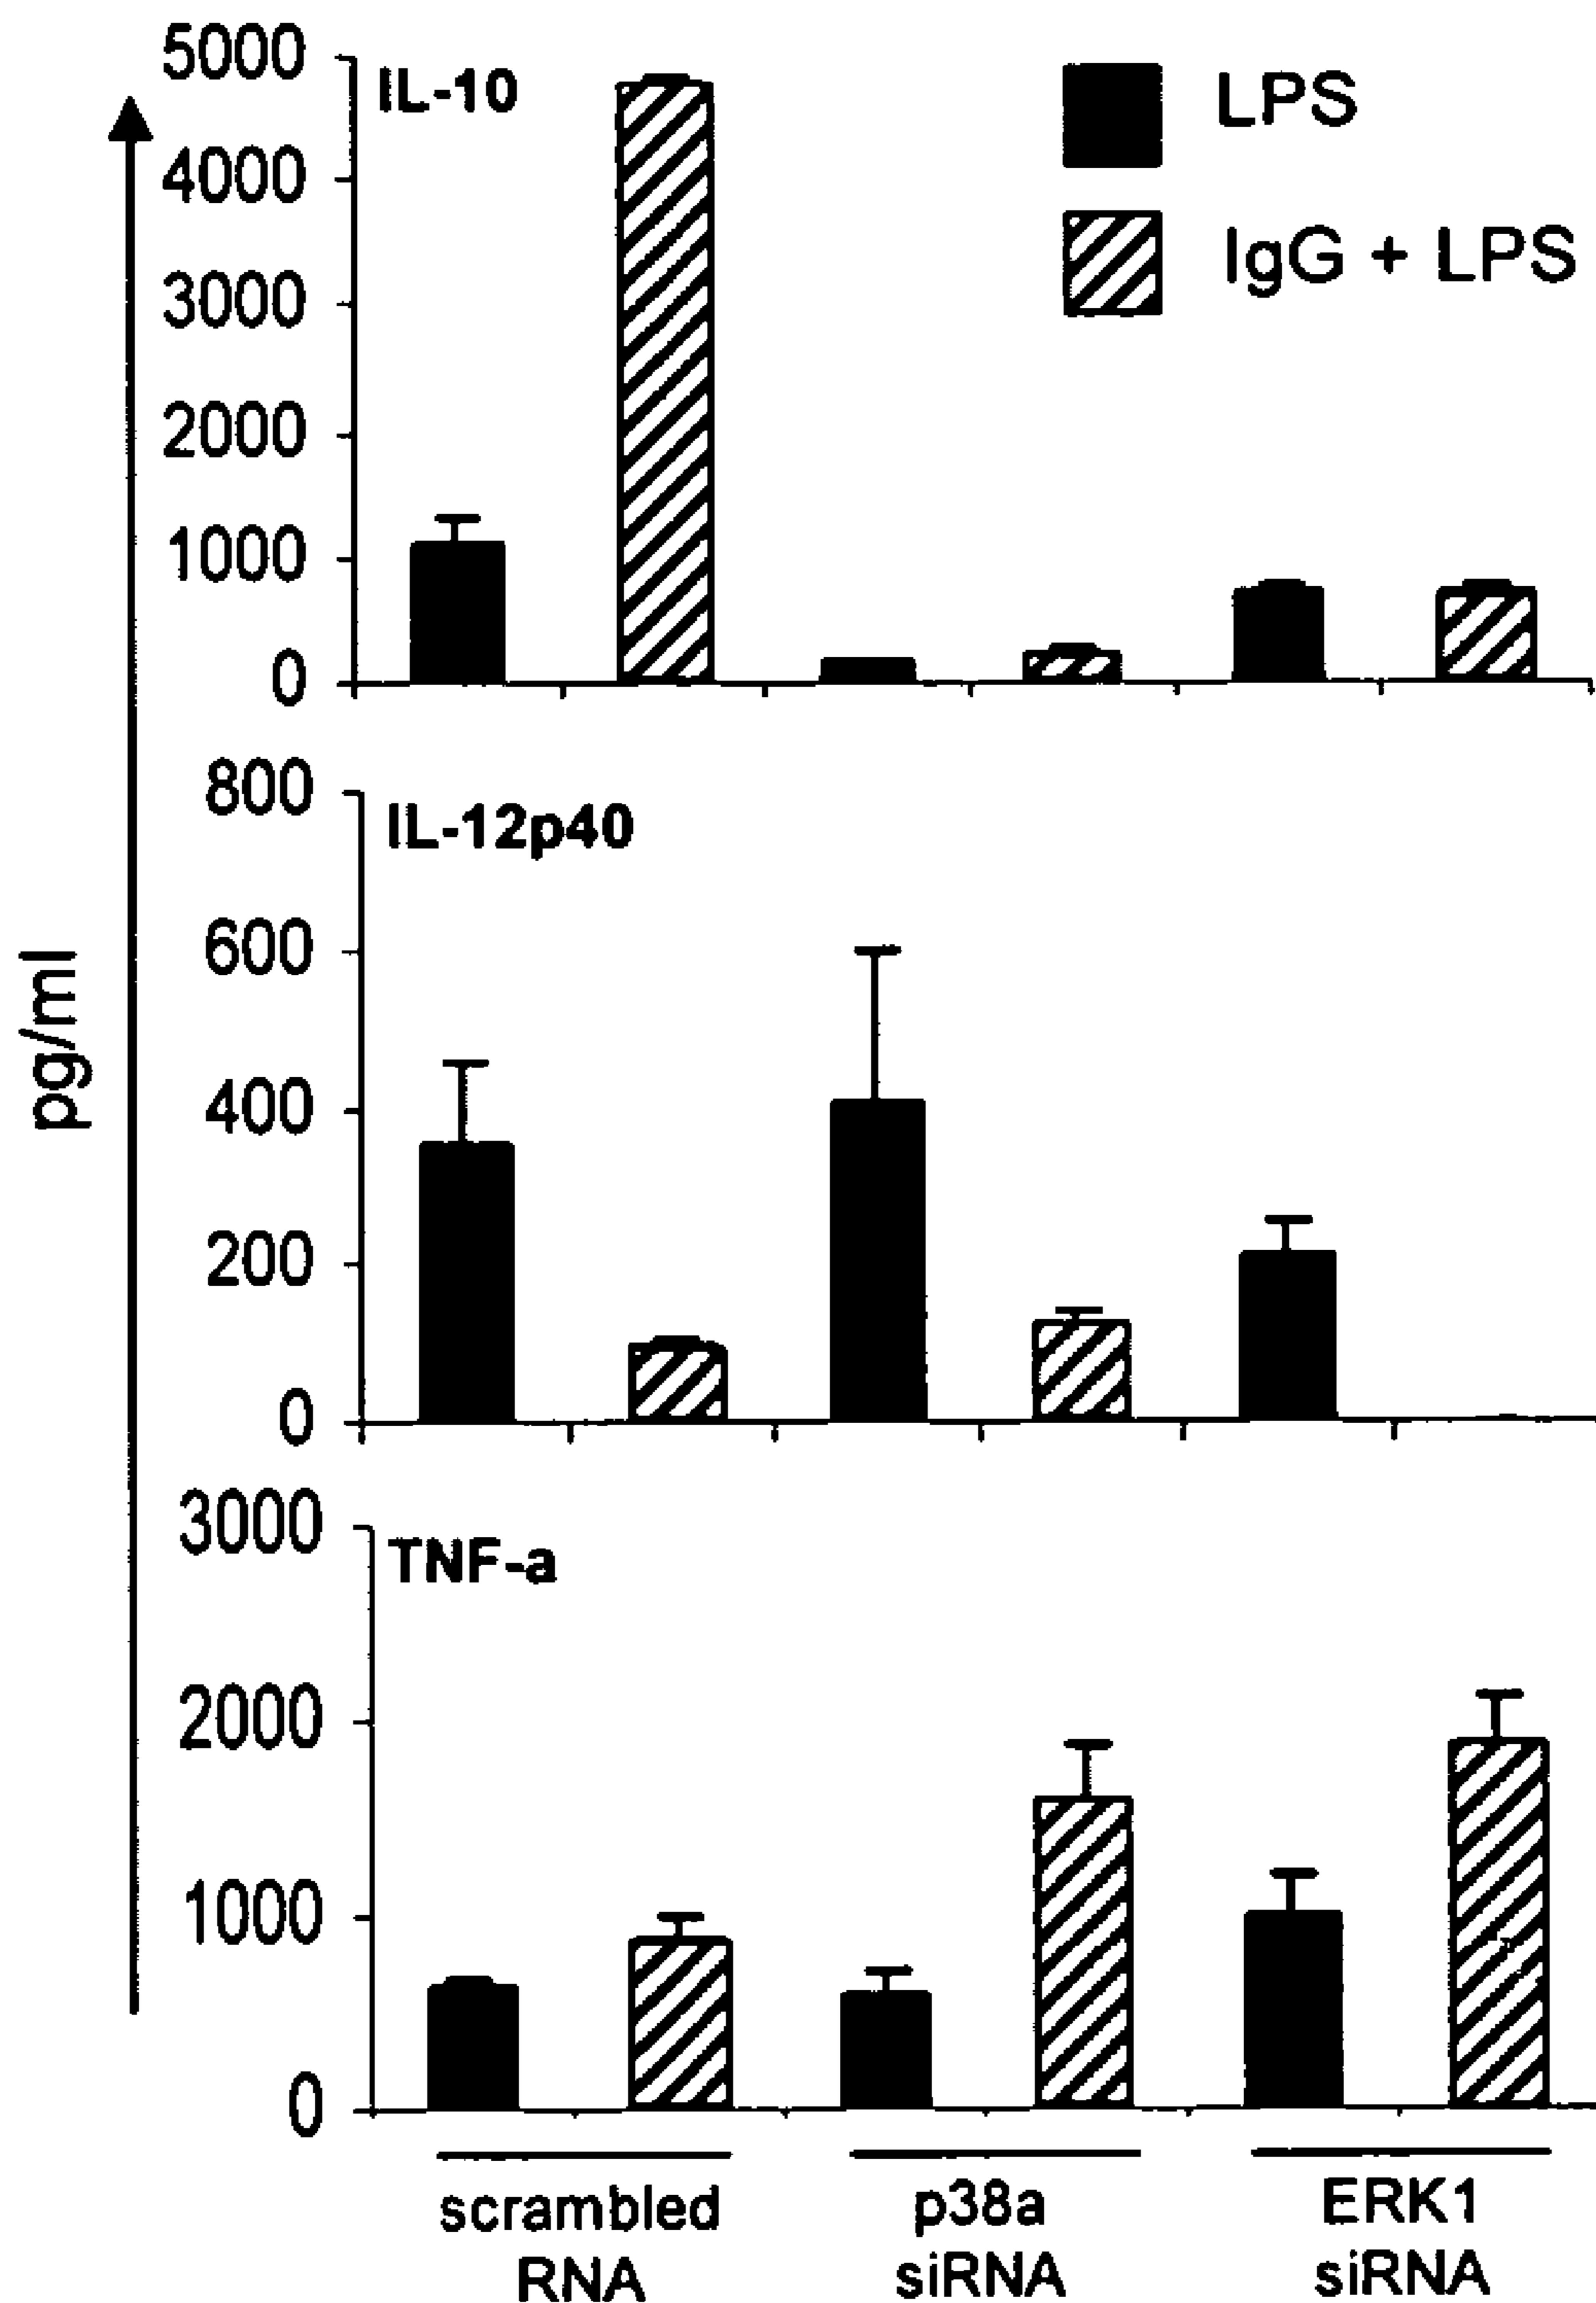 5000
IL-10
LPS
4000
IgG + LPS
3000
2000
1000
0
800
IL-12p40
600
pg/ml
400
200
0
3000
TNF-a
2000
1000
0
scrambled
RNA
p38a
siRNA
ERK1
siRNA